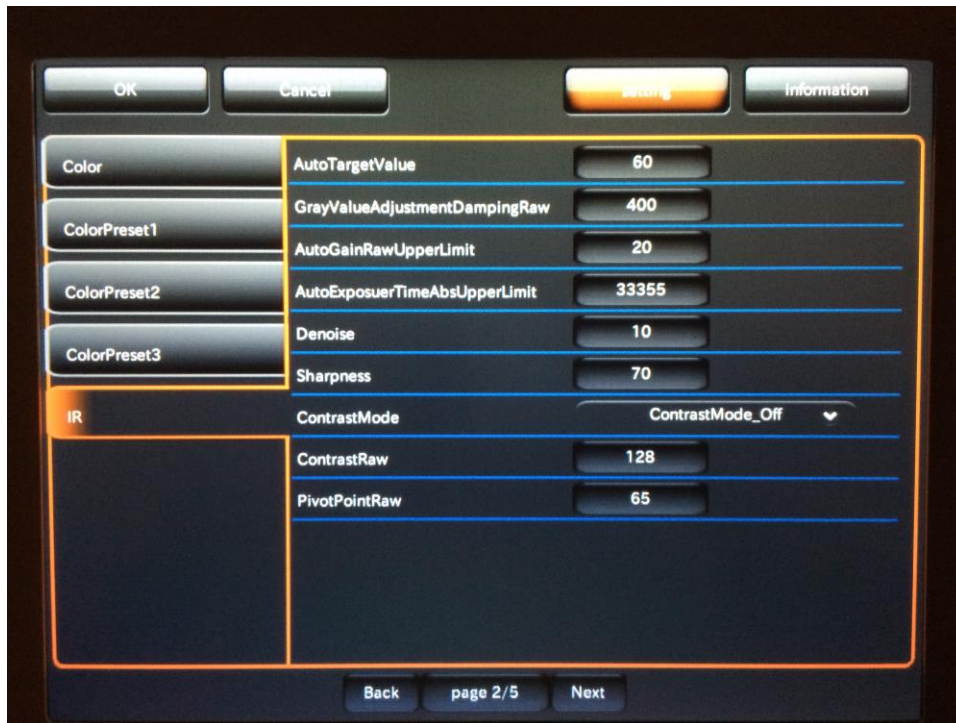 OK Cancel Setting Information
Color
ColorPreset1
ColorPreset2
ColorPreset3
IR
AutoTargetValue 60
GrayValueAdjustmentDampingRaw 400
AutoGainRawUpperLimit 20
AutoExposuerTimeAbsUpperLimit 33355
Denoise 10
Sharpness 70
ContrastMode ContrastMode_Off
ContrastRaw 128
PivotPointRaw 65
Back page 2/5 Next